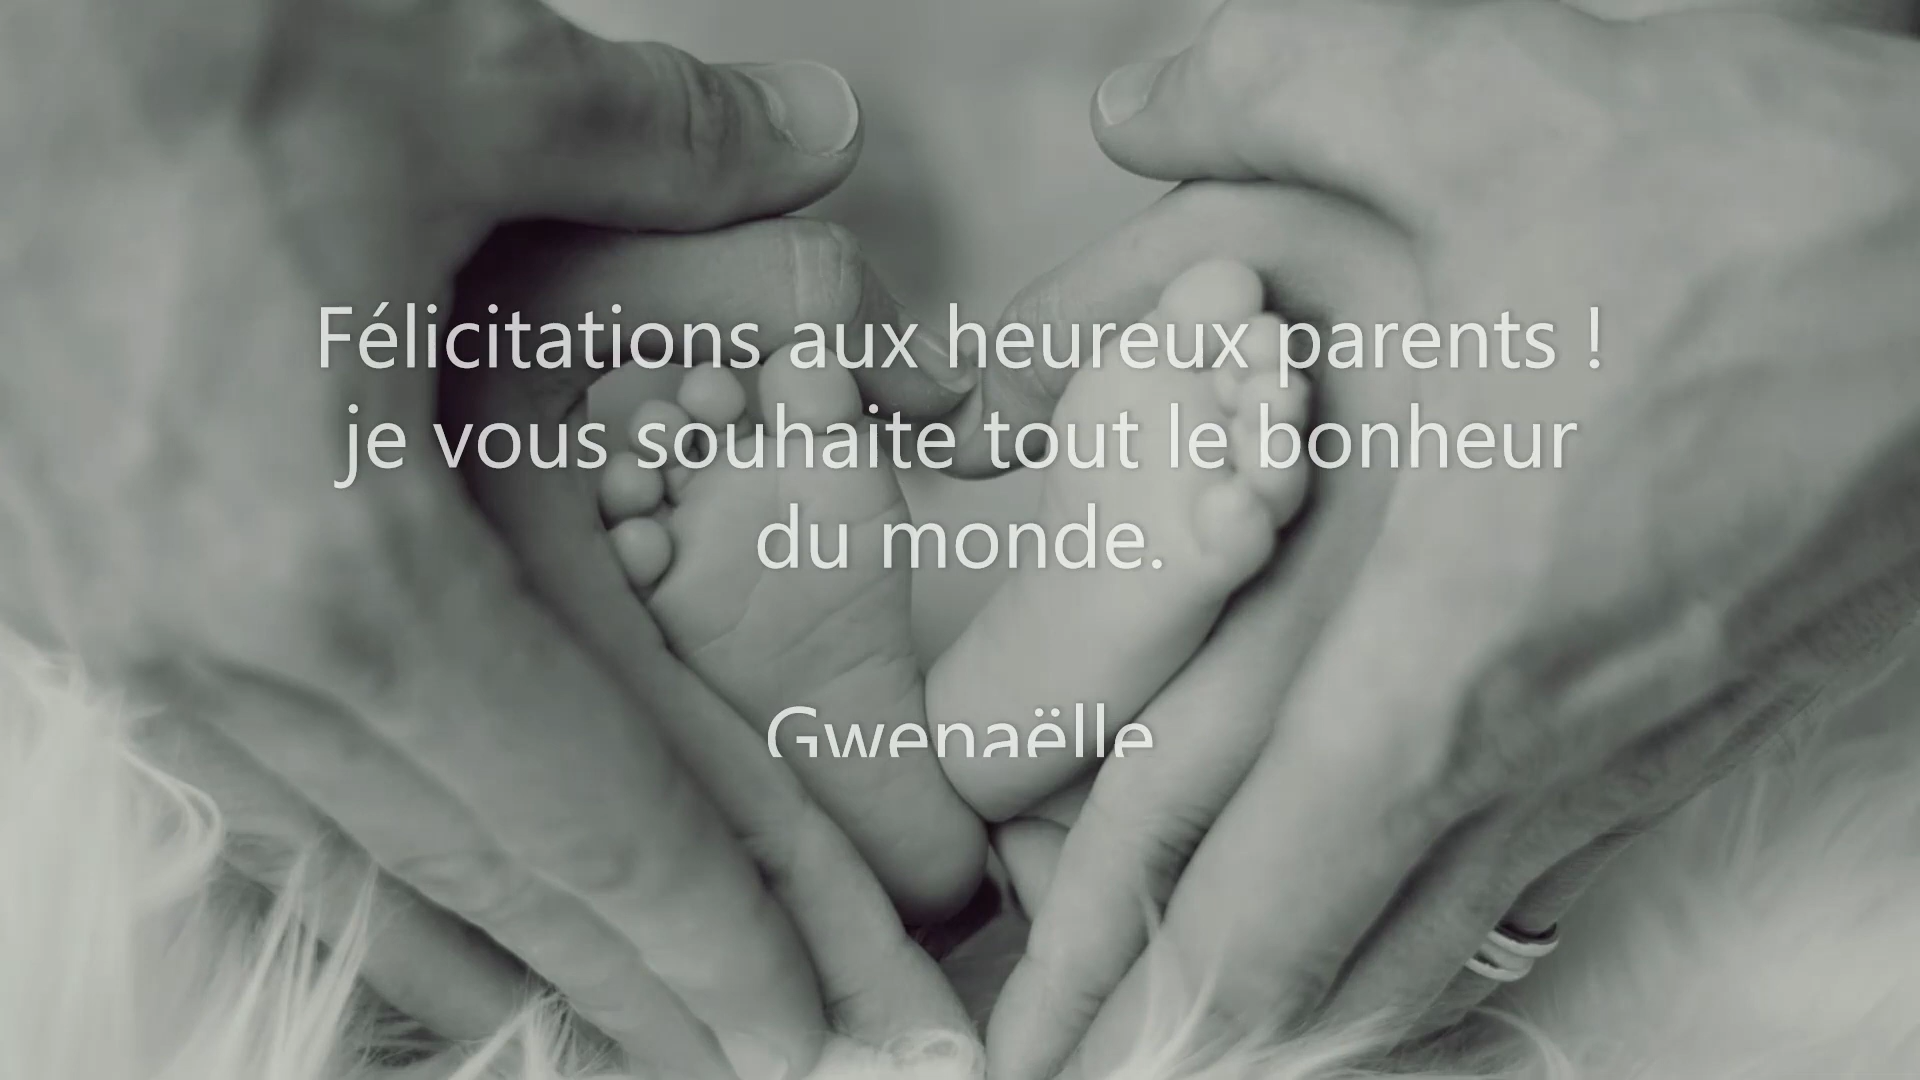 Félicitations aux heureux parents !
je vous souhaite tout le bonheur
du monde.
Gwenaëlle